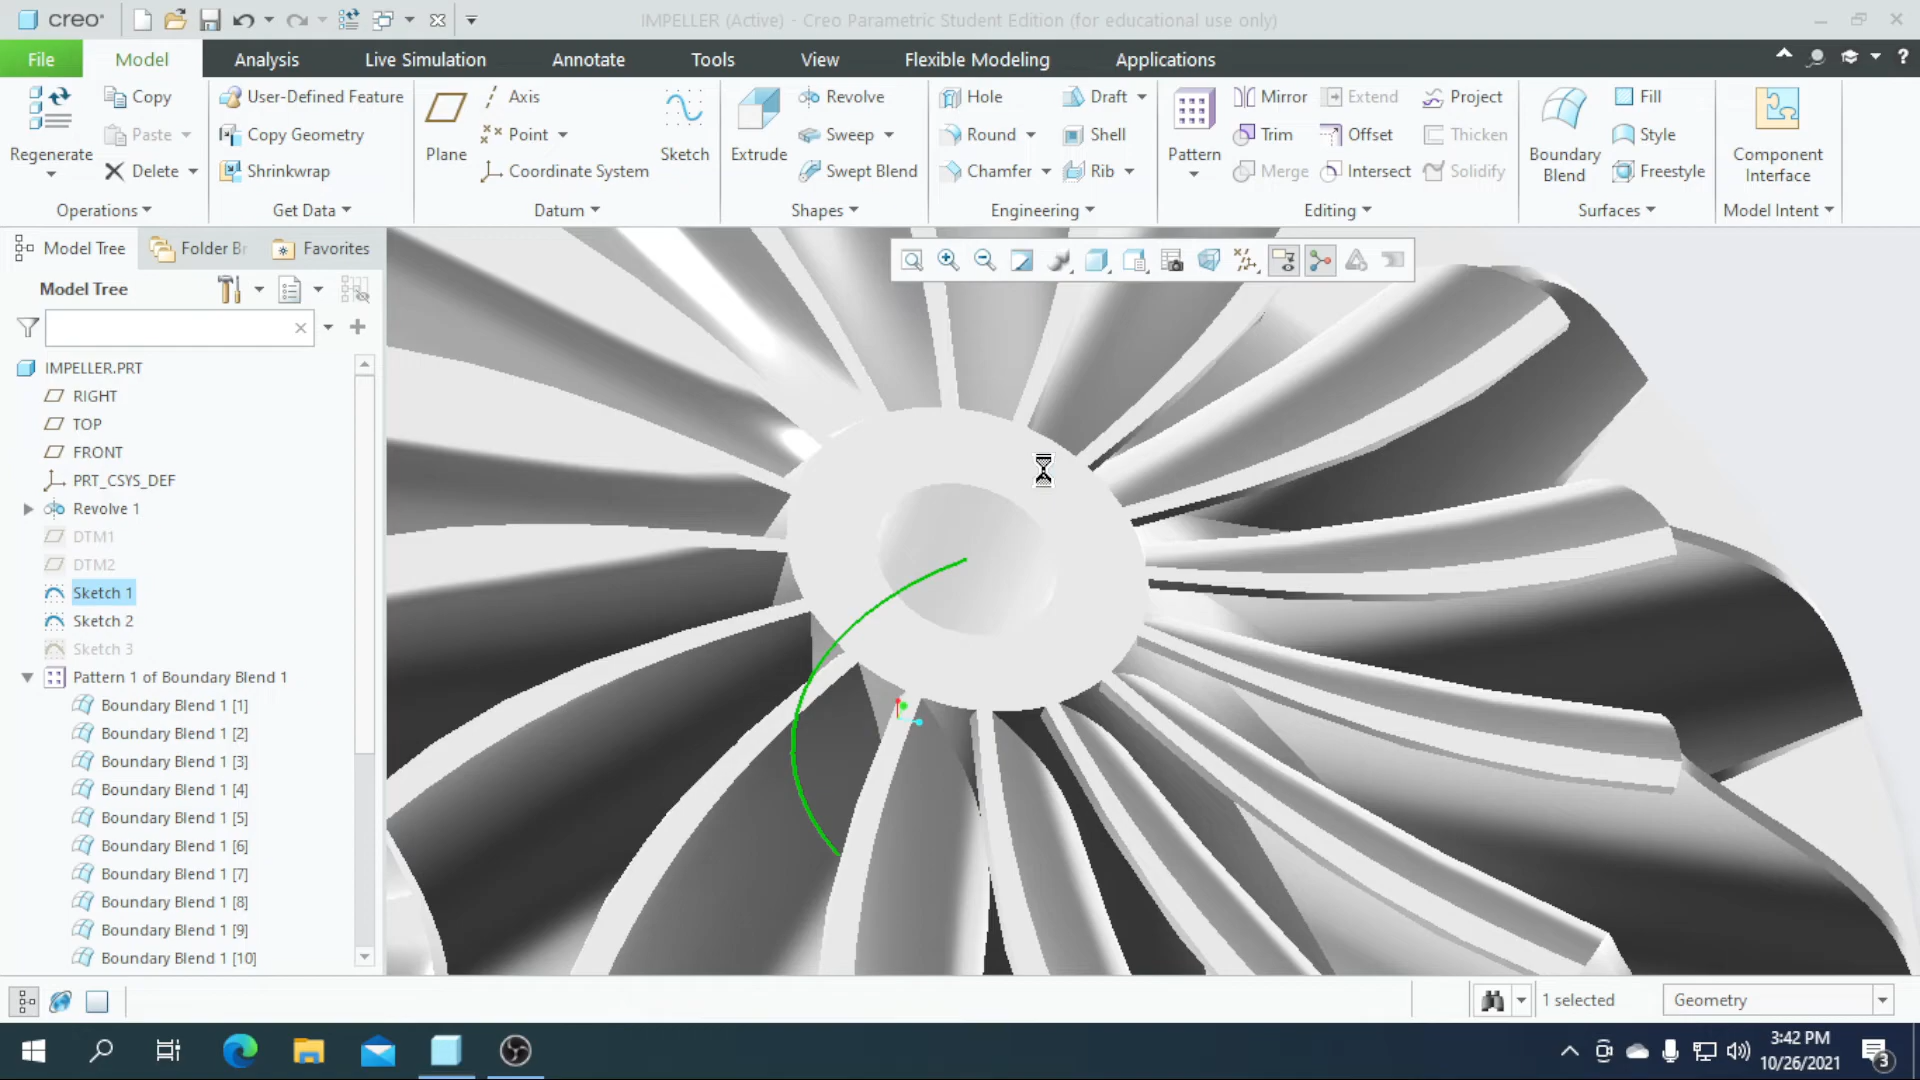 creo
IMPELLER (Active) - Creo Parametric Student Edition (for educational use only)
File Model Analysis Live Simulation Annotate Tools View Flexible Modeling Applications
Regenerate
Copy
Paste
Delete
Operations
User-Defined Feature
Copy Geometry
Shrinkwrap
Get Data
Plane
Axis
Point
Coordinate System
Sketch
Datum
Extrude
Revolve
Sweep
Swept Blend
Shapes
Hole
Round
Chamfer
Draft
Shell
Rib
Engineering
Pattern
Mirror
Trim
Merge
Extend
Offset
Intersect
Project
Thicken
Solidify
Editing
Boundary
Blend
Fill
Style
Freestyle
Surfaces
Component
Interface
Model Intent
Model Tree
Folder Br
Favorites
Model Tree
IMPELLER.PRT
RIGHT
TOP
FRONT
PRT_CSYS_DEF
Revolve 1
DTM1
DTM2
Sketch 1
Sketch 2
Sketch 3
Pattern 1 of Boundary Blend 1
Boundary Blend 1 [1]
Boundary Blend 1 [2]
Boundary Blend 1 [3]
Boundary Blend 1 [4]
Boundary Blend 1 [5]
Boundary Blend 1 [6]
Boundary Blend 1 [7]
Boundary Blend 1 [8]
Boundary Blend 1 [9]
Boundary Blend 1 [10]
1 selected
Geometry
3:42 PM
10/26/2021
3